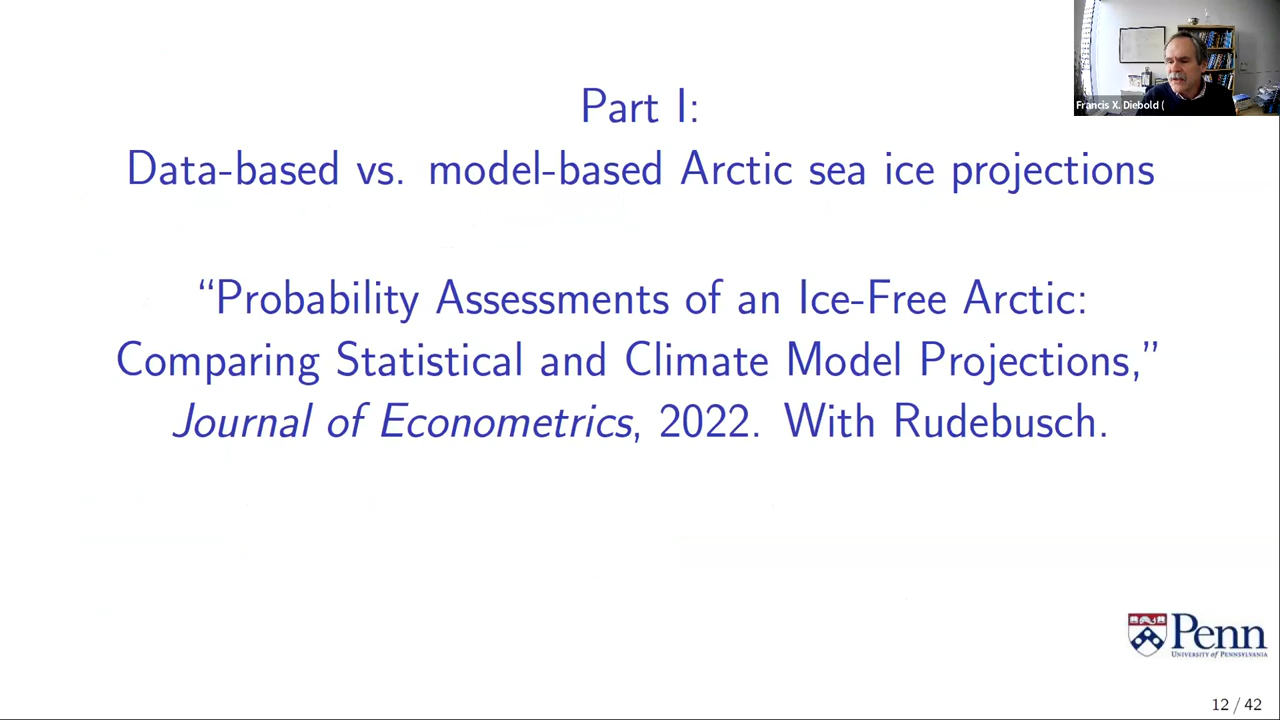 Part I:
Data-based vs. model-based Arctic sea ice projections
“Probability Assessments of an Ice-Free Arctic:
Comparing Statistical and Climate Model Projections,”
Journal of Econometrics, 2022. With Rudebusch.
Francis X. Diebold (
Penn
UNIVERSITY of PENNSYLVANIA
12 / 42